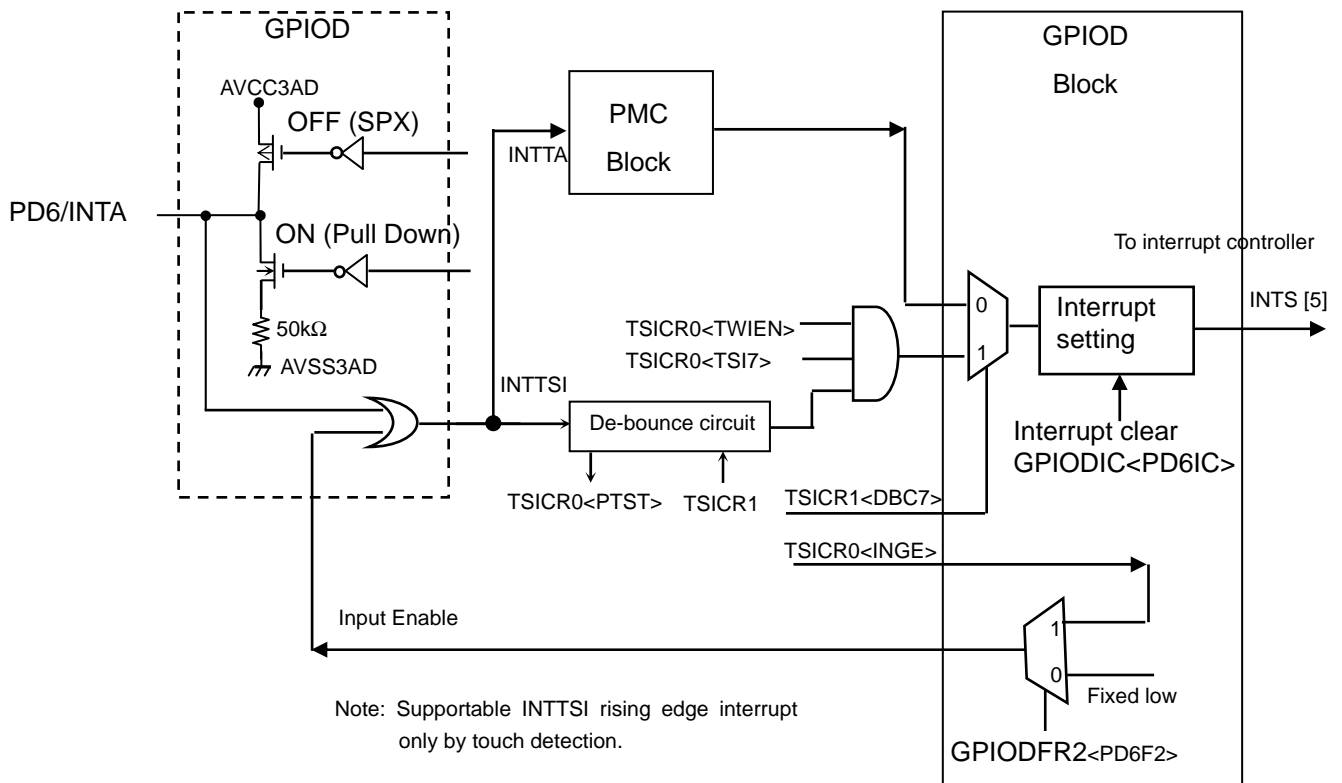 GPIOD
AVCC3AD
OFF (SPX)
PD6/INTA
ON (Pull Down)
50kΩ
AVSS3AD
INTTA
PMC
Block
GPIOD
Block
To interrupt controller
INTS [5]
0
1
Interrupt
setting
TSICR0<TWIEN>
TSICR0<TSI7>
INTTSI
De-bounce circuit
Interrupt clear
GPIODIC<PD6IC>
TSICR0<PTST>
TSICR1
TSICR1<DBC7>
TSICR0<INGE>
Input Enable
1
0
Fixed low
Note: Supportable INTTSI rising edge interrupt
only by touch detection.
GPIODFR2<PD6F2>